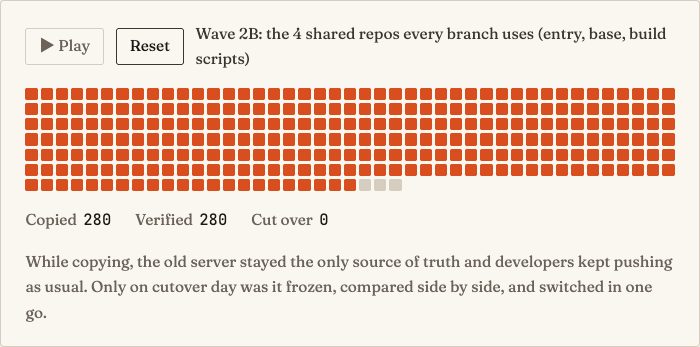 Play
Reset
Wave 2B: the 4 shared repos every branch uses (entry, base, build
scripts)
Copied 280 Verified 280 Cut over 0
While copying, the old server stayed the only source of truth and developers kept pushing
as usual. Only on cutover day was it frozen, compared side by side, and switched in one
go.